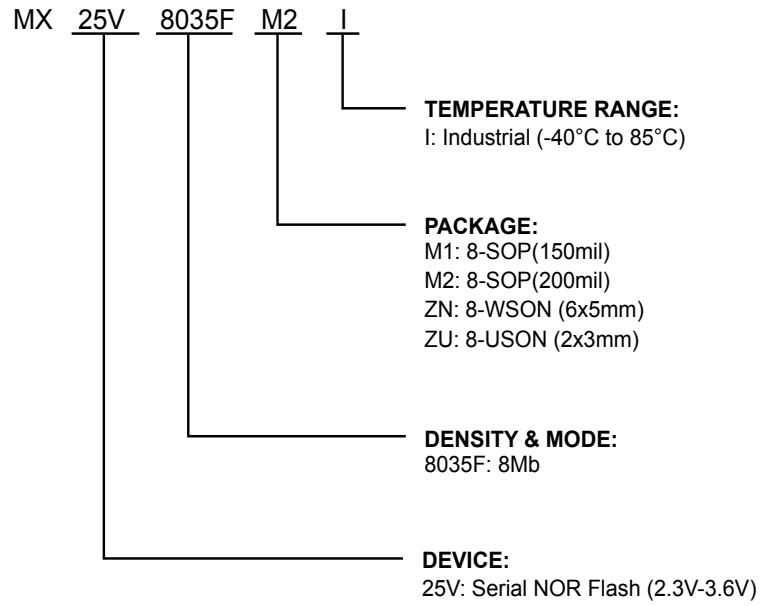 MX 25V 8035F M2 I
TEMPERATURE RANGE:
I: Industrial (-40°C to 85°C)
PACKAGE:
M1: 8-SOP(150mil)
M2: 8-SOP(200mil)
ZN: 8-WSON (6x5mm)
ZU: 8-USON (2x3mm)
DENSITY & MODE:
8035F: 8Mb
DEVICE:
25V: Serial NOR Flash (2.3V-3.6V)